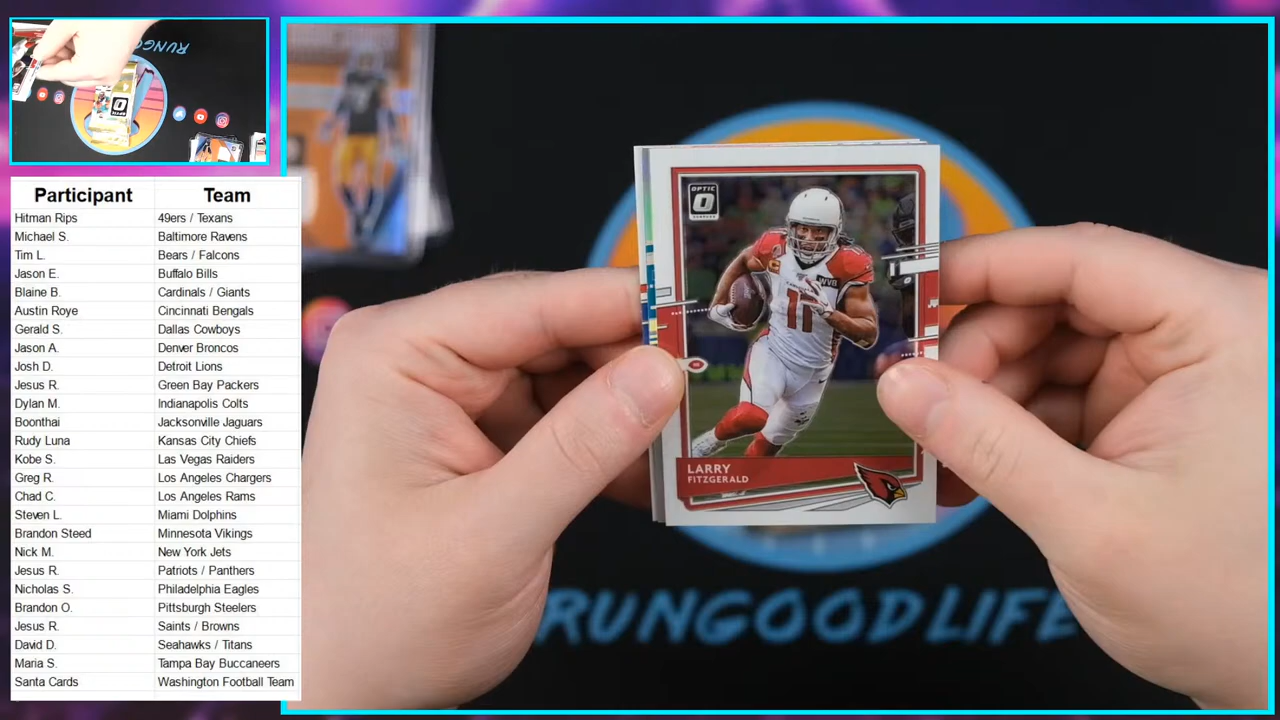 RUNGOODLIFE
Participant Team
Hitman Rips 49ers / Texans
Michael S. Baltimore Ravens
Tim L. Bears / Falcons
Jason E. Buffalo Bills
Blaine B. Cardinals / Giants
Austin Roye Cincinnati Bengals
Gerald S. Dallas Cowboys
Jason A. Denver Broncos
Josh D. Detroit Lions
Jesus R. Green Bay Packers
Dylan M. Indianapolis Colts
Boonthai Jacksonville Jaguars
Rudy Luna Kansas City Chiefs
Kobe S. Las Vegas Raiders
Greg R. Los Angeles Chargers
Chad C. Los Angeles Rams
Steven L. Miami Dolphins
Brandon Steed Minnesota Vikings
Nick M. New York Jets
Jesus R. Patriots / Panthers
Nicholas S. Philadelphia Eagles
Brandon O. Pittsburgh Steelers
Jesus R. Saints / Browns
David D. Seahawks / Titans
Maria S. Tampa Bay Buccaneers
Santa Cards Washington Football Team
OPTIC
O
WVB
11
LARRY
FITZGERALD
RUNGOODLIFE